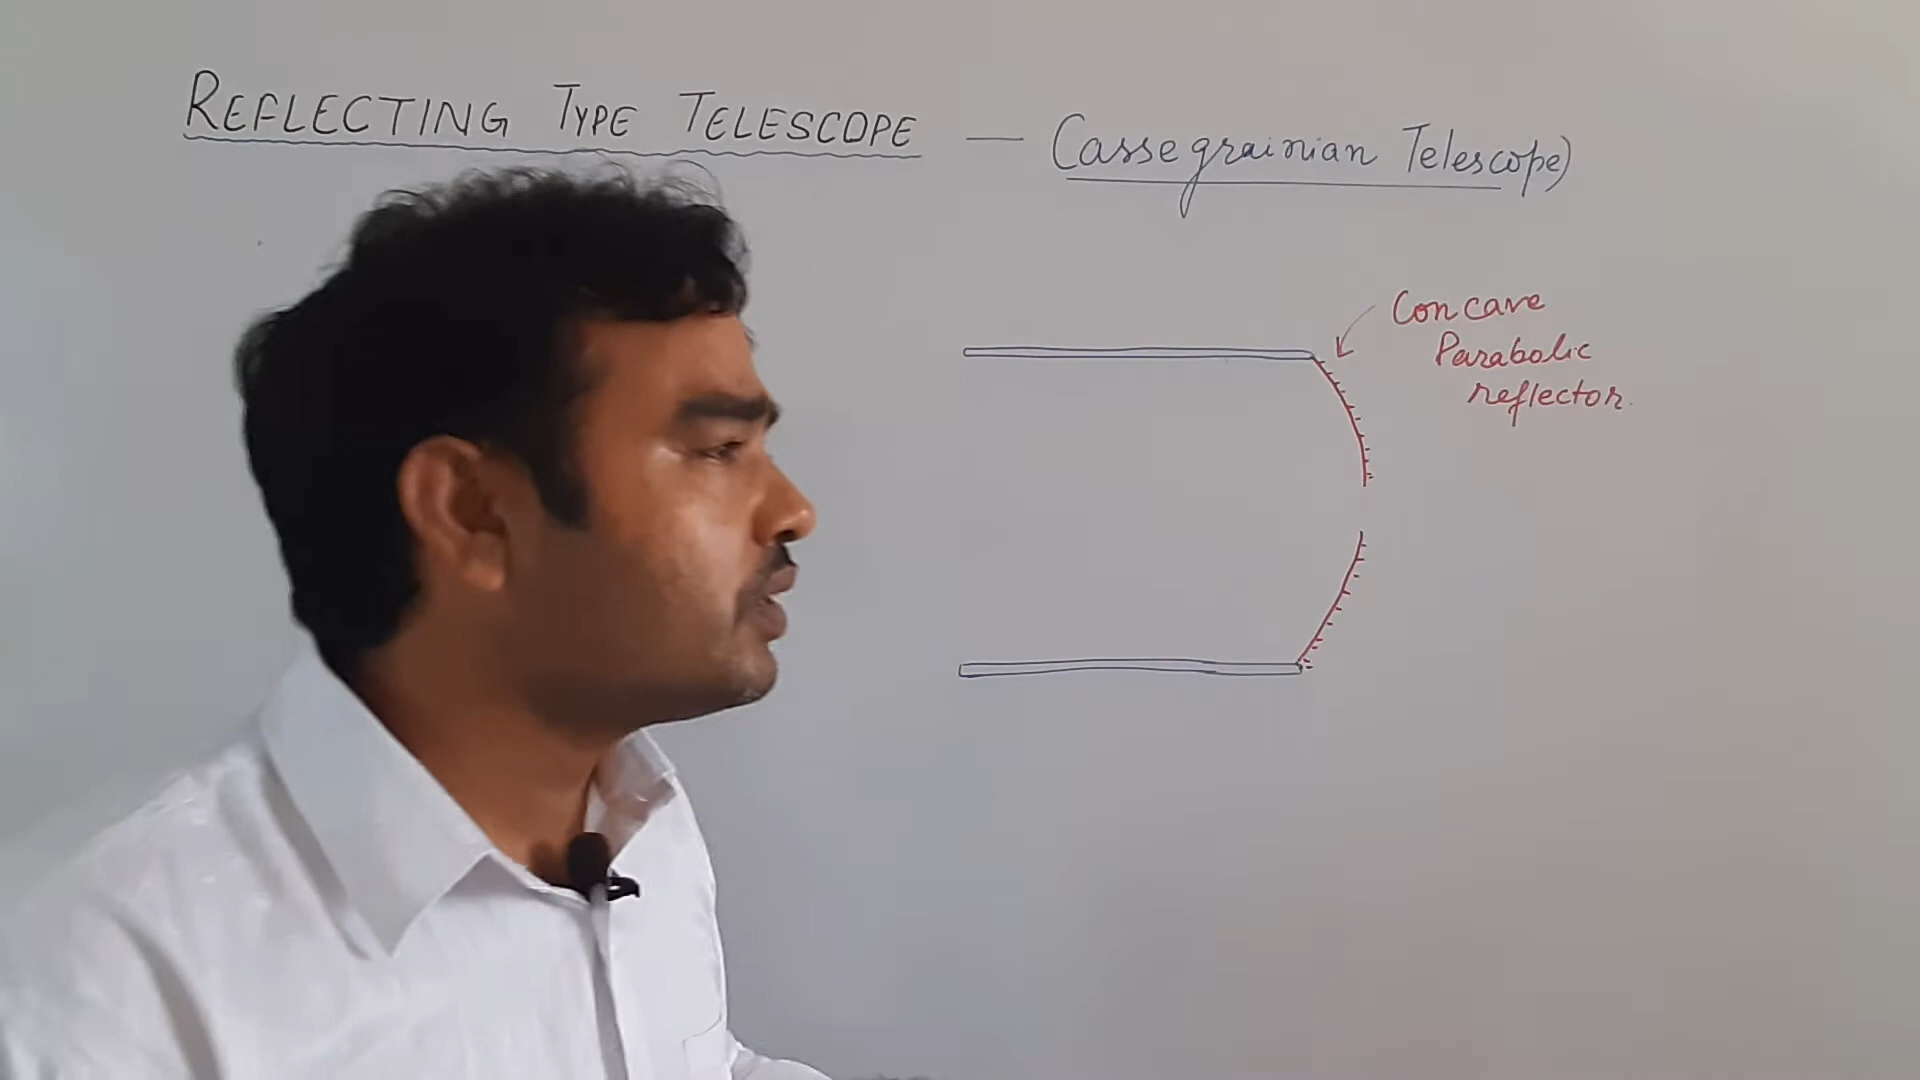 REFLECTING TYPE TELESCOPE — (Cassegrainian Telescope)
Concave
Parabolic
reflector.